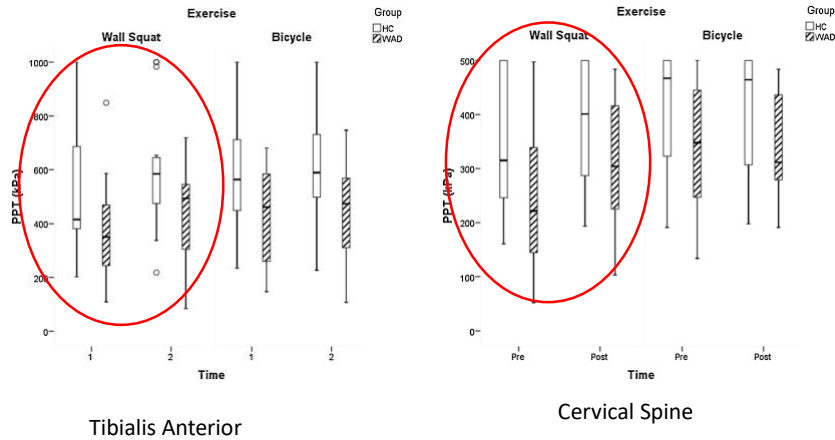 Exercise
Wall Squat
Bicycle
Group
HC
WAD
PPT (kPa)
1000
800
600
400
200
0
1
2
1
2
Time
Tibialis Anterior
Exercise
Wall Squat
Bicycle
Group
HC
WAD
PPT (kPa)
500
400
300
200
100
0
Pre
Post
Pre
Post
Time
Cervical Spine